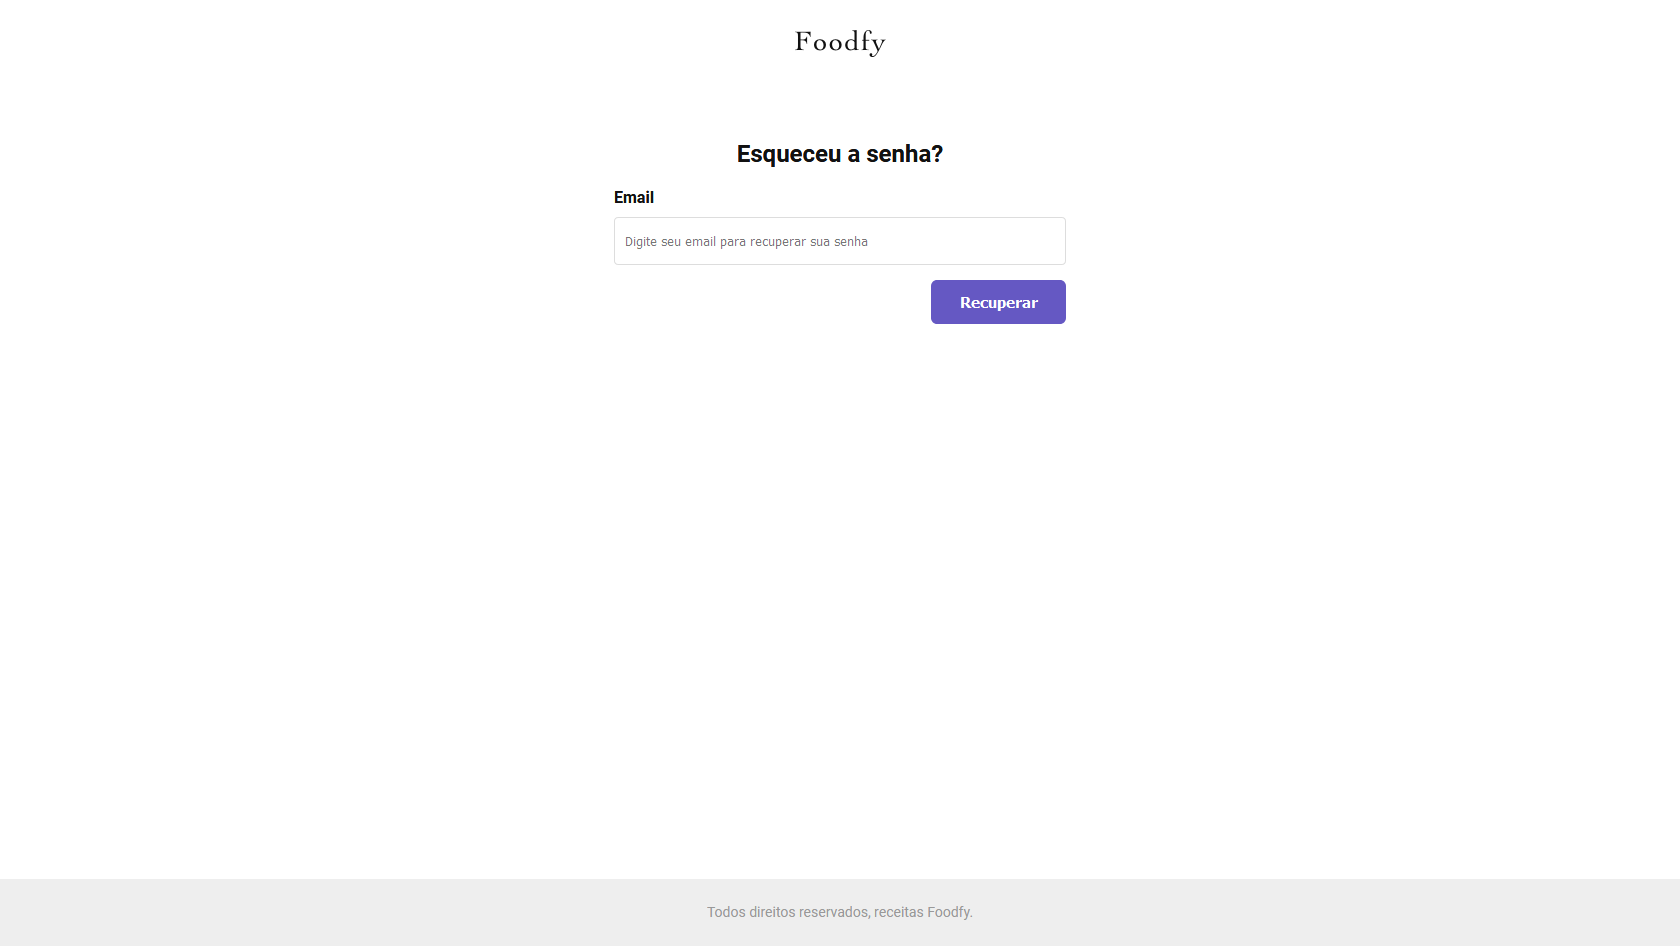 Foodfy
Esqueceu a senha?
Email
Digite seu email para recuperar sua senha
Recuperar
Todos direitos reservados, receitas Foodfy.